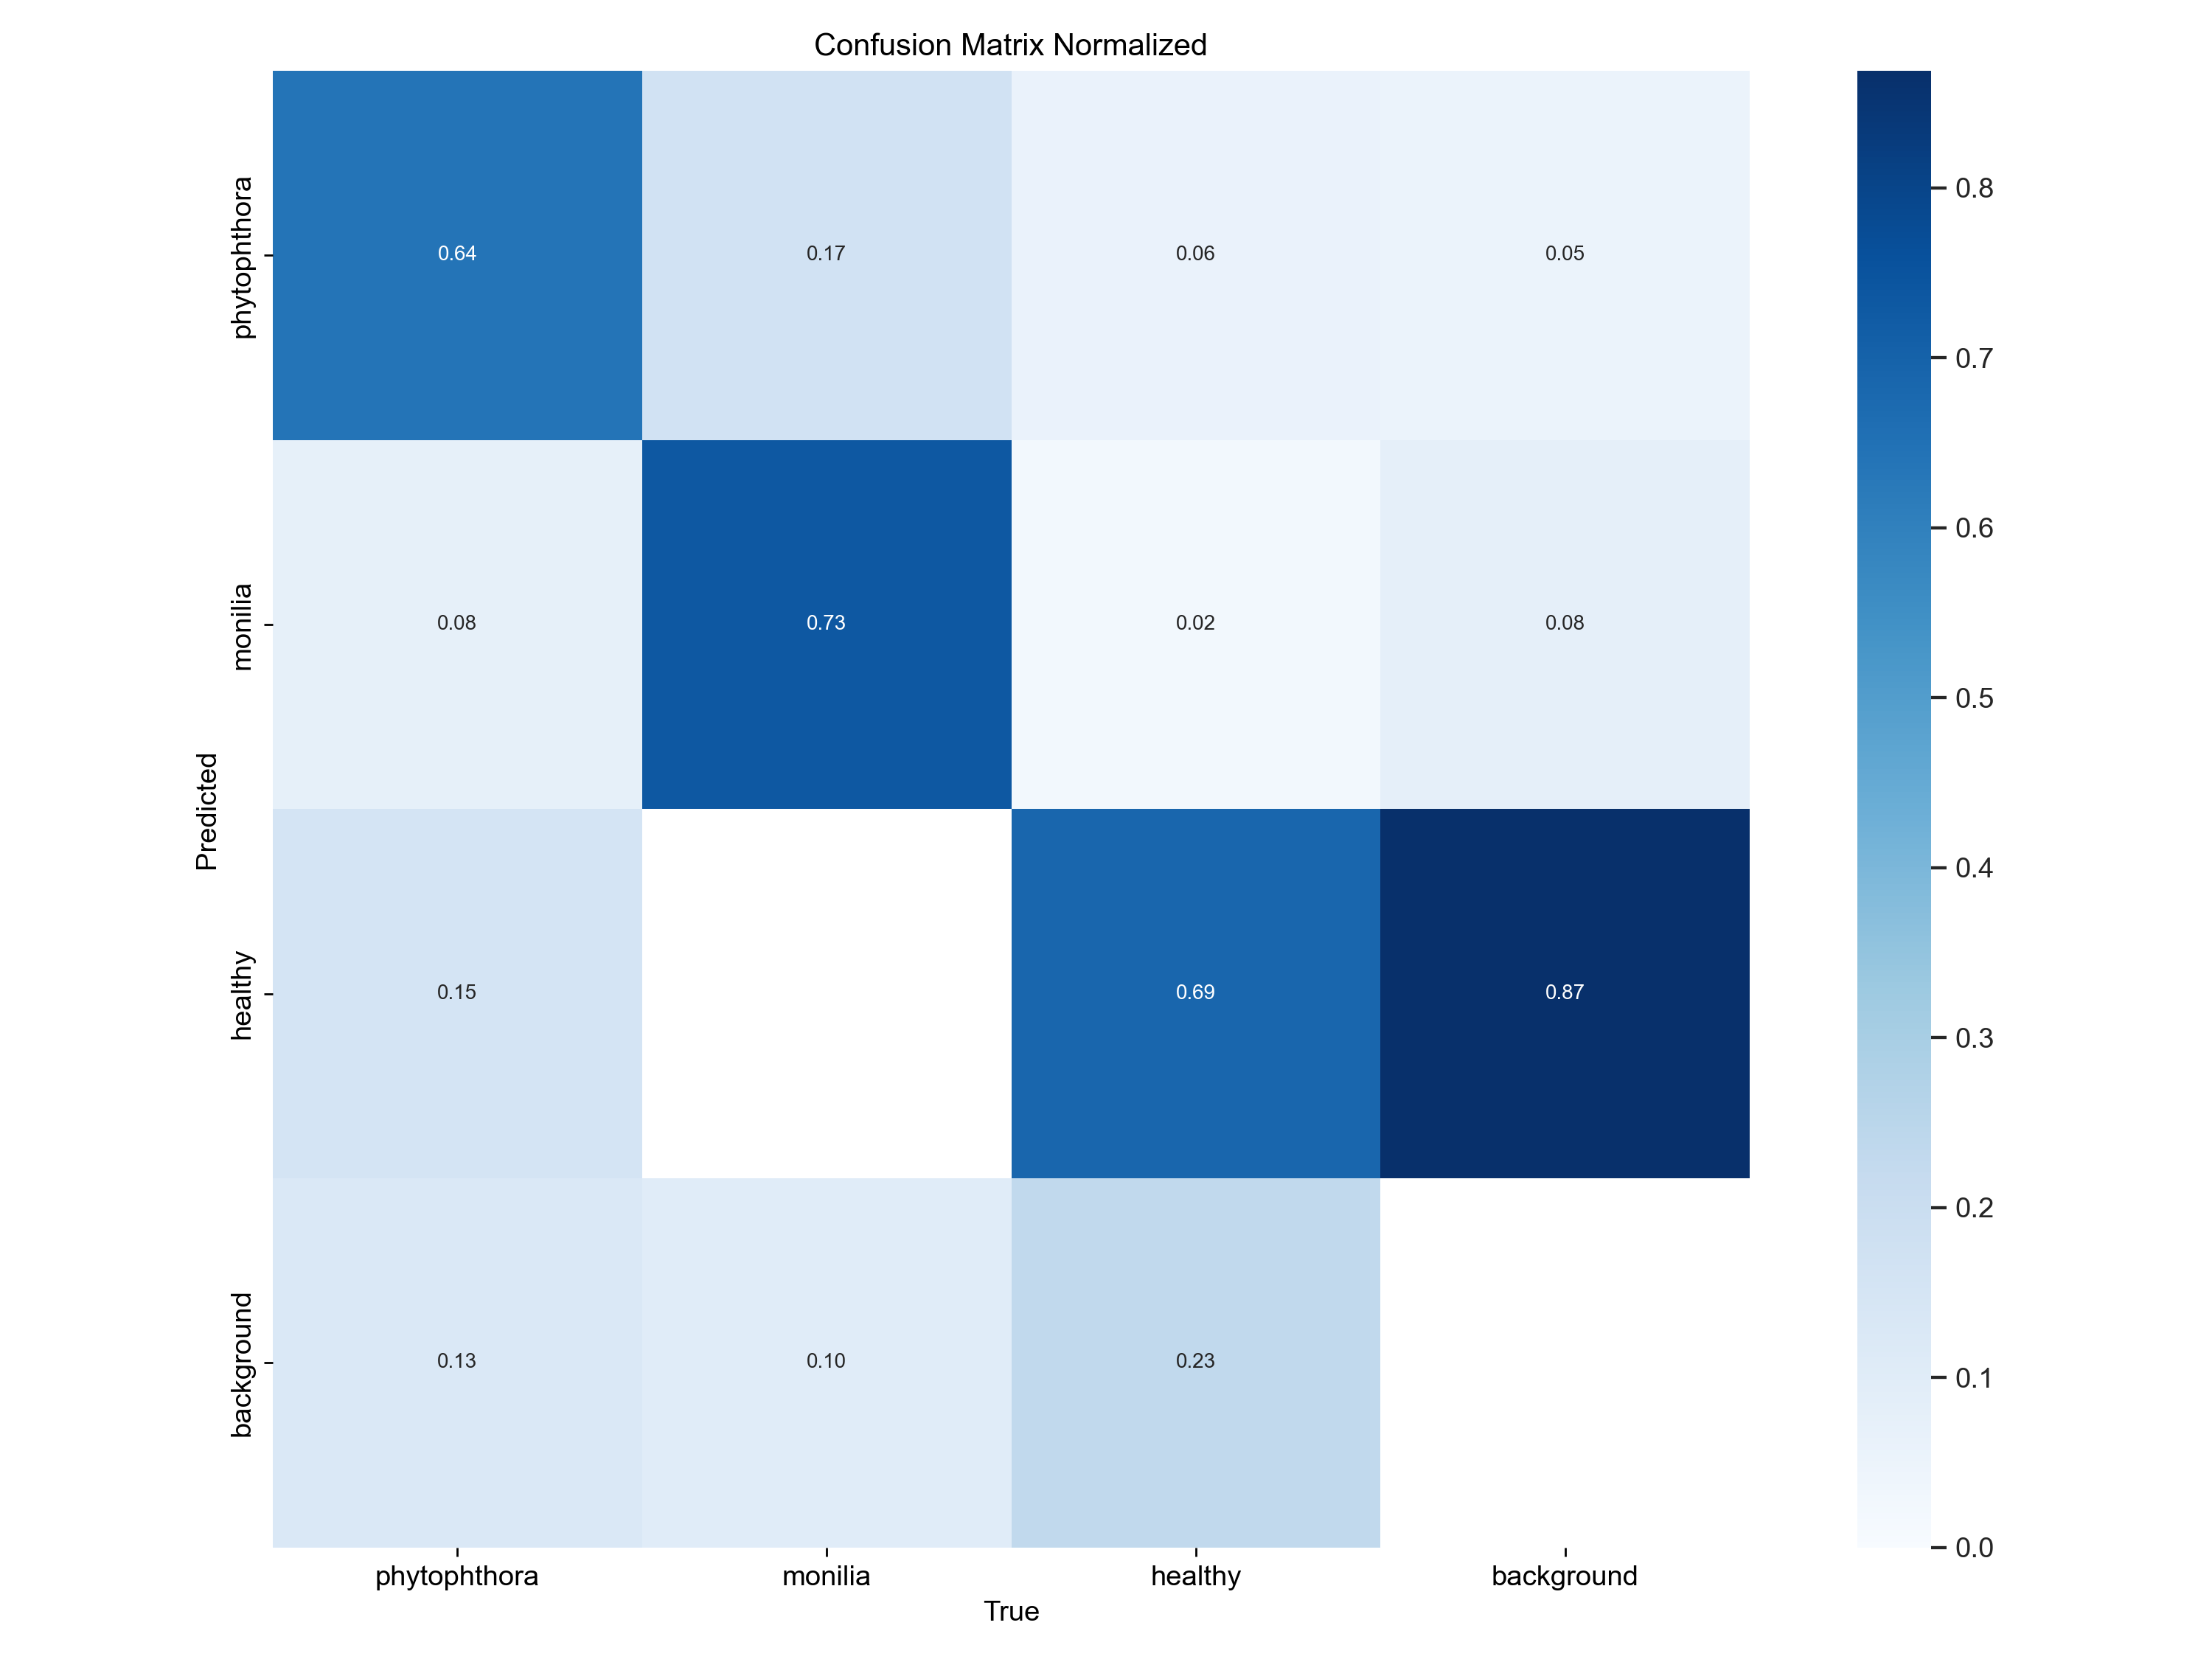 Confusion Matrix Normalized
phytophthora
0.64
0.17
0.06
0.05
monilia
0.08
0.73
0.02
0.08
healthy
0.15
0.69
0.87
background
0.13
0.10
0.23
Predicted
phytophthora
monilia
healthy
background
True
0.8
0.7
0.6
0.5
0.4
0.3
0.2
0.1
0.0